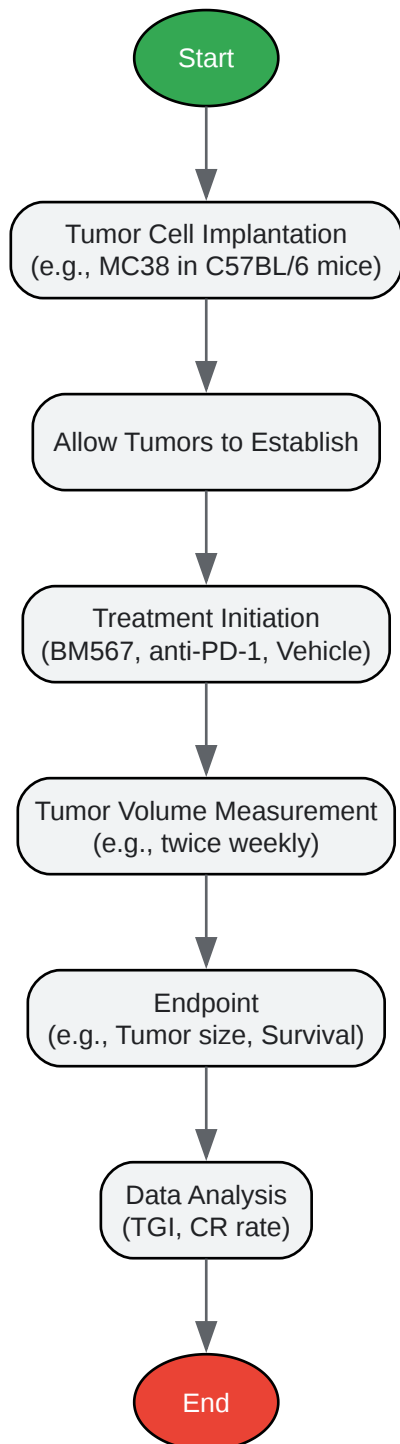 Start
Tumor Cell Implantation
(e.g., MC38 in C57BL/6 mice)
Allow Tumors to Establish
Treatment Initiation
(BM567, anti-PD-1, Vehicle)
Tumor Volume Measurement
(e.g., twice weekly)
Endpoint
(e.g., Tumor size, Survival)
Data Analysis
(TGI, CR rate)
End